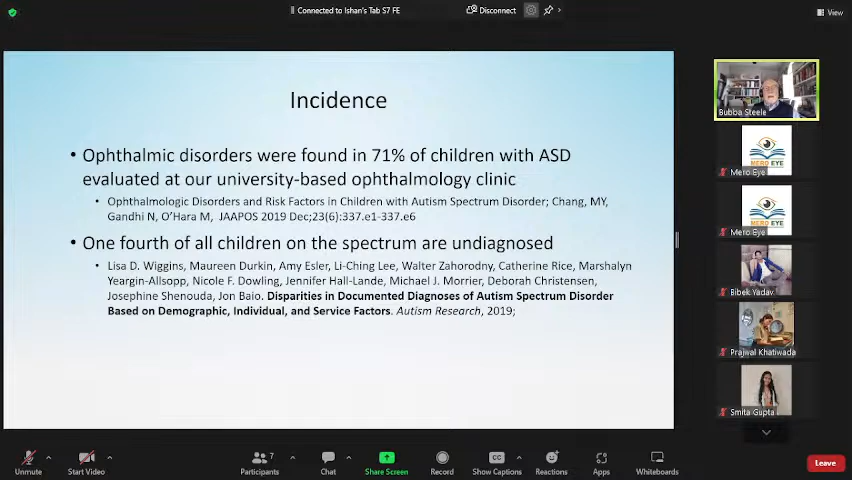 Connected to Ishan's Tab S7 FE
Disconnect
View
Incidence
• Ophthalmic disorders were found in 71% of children with ASD
evaluated at our university-based ophthalmology clinic
• Ophthalmologic Disorders and Risk Factors in Children with Autism Spectrum Disorder; Chang, MY,
Gandhi N, O'Hara M, JAAPOS 2019 Dec;23(6):337.e1-337.e6
• One fourth of all children on the spectrum are undiagnosed
• Lisa D. Wiggins, Maureen Durkin, Amy Esler, Li-Ching Lee, Walter Zahorodny, Catherine Rice, Marshalyn
Yeargin-Allsopp, Nicole F. Dowling, Jennifer Hall-Lande, Michael J. Morrier, Deborah Christensen,
Josephine Shenouda, Jon Baio. Disparities in Documented Diagnoses of Autism Spectrum Disorder
Based on Demographic, Individual, and Service Factors. Autism Research, 2019;
Bubba Steele
MERO EYE
Mero Eye
MERO EYE
Mero Eye
Bibek Yadav
Prajwal Khatiwada
Smita Gupta
Unmute
Start Video
Participants
7
Chat
Share Screen
Record
CC
Show Captions
Reactions
Apps
Whiteboards
Leave